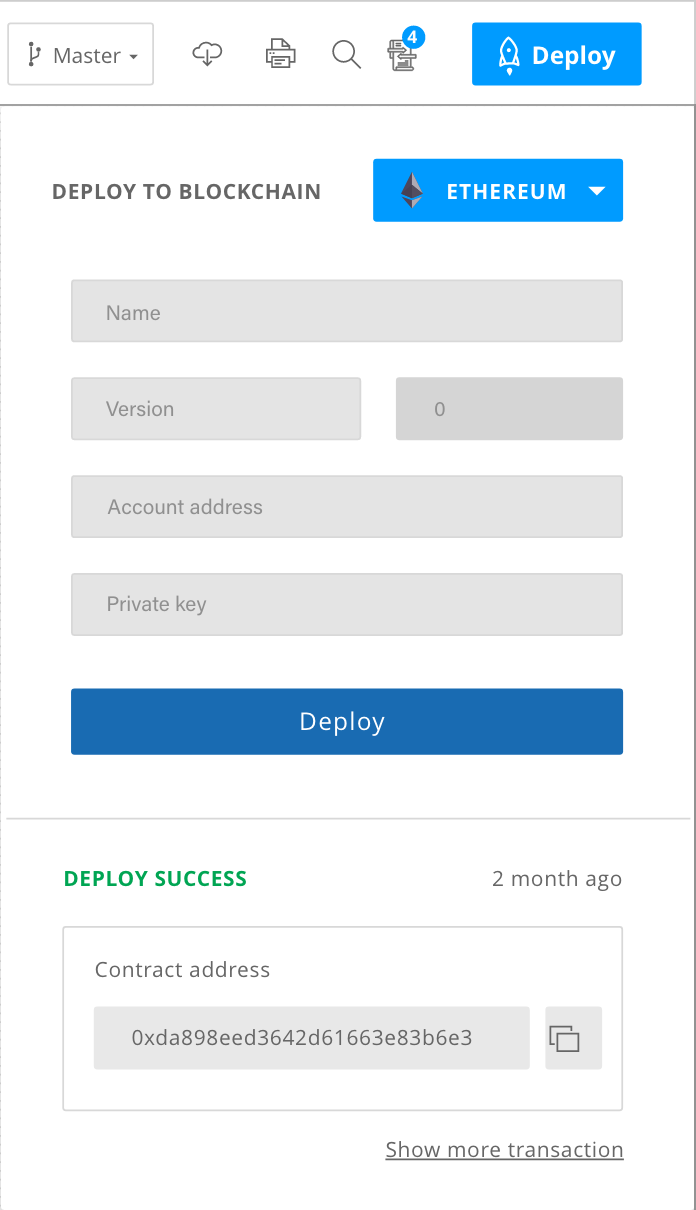 Master
4
Deploy
DEPLOY TO BLOCKCHAIN
ETHEREUM
Name
Version
0
Account address
Private key
Deploy
DEPLOY SUCCESS
2 month ago
Contract address
0xda898eed3642d61663e83b6e3
Show more transaction